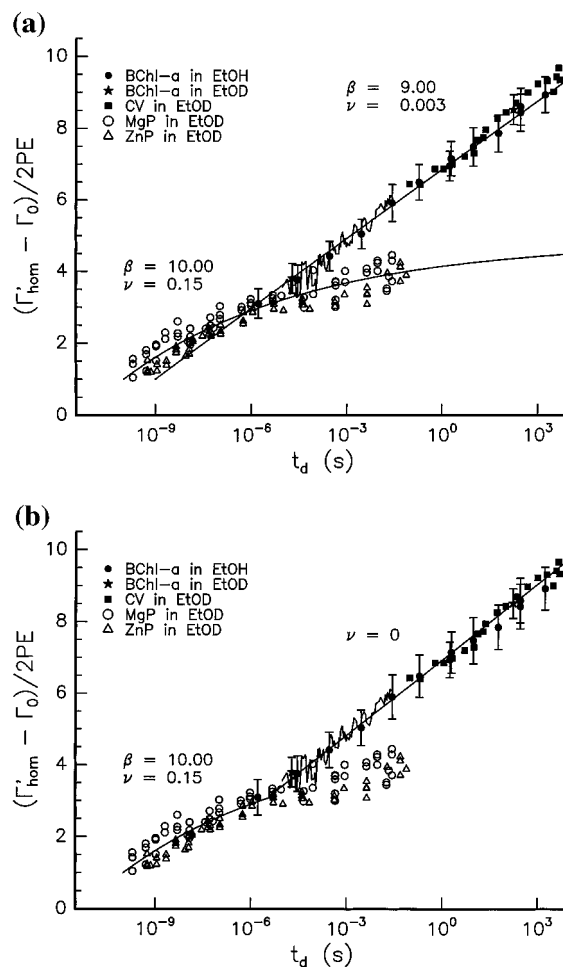 (a)
● BChl-a in EtOH
★ BChl-a in EtOD
■ CV in EtOD
○ MgP in EtOD
△ ZnP in EtOD
β = 9.00
ν = 0.003
β = 10.00
ν = 0.15
10
8
6
4
2
0
(Γ'hom − Γ0)/2PE
10⁻⁹ 10⁻⁶ 10⁻³ 10⁰ 10³
t_d (s)
(b)
● BChl-a in EtOH
★ BChl-a in EtOD
■ CV in EtOD
○ MgP in EtOD
△ ZnP in EtOD
ν = 0
β = 10.00
ν = 0.15
10
8
6
4
2
0
(Γ'hom − Γ0)/2PE
10⁻⁹ 10⁻⁶ 10⁻³ 10⁰ 10³
t_d (s)